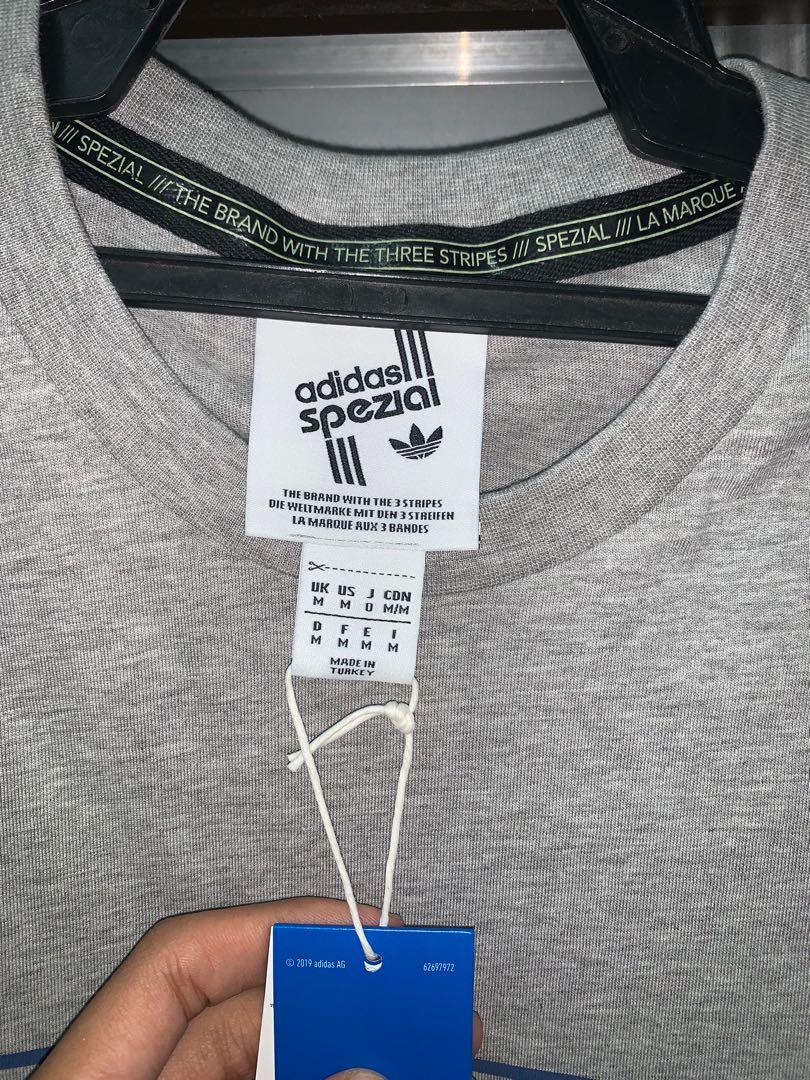 /// SPEZIAL /// THE BRAND WITH THE THREE STRIPES /// SPEZIAL /// LA MARQUE
adidas
spezial
THE BRAND WITH THE 3 STRIPES
DIE WELTMARKE MIT DEN 3 STREIFEN
LA MARQUE AUX 3 BANDES
UK US J CDN
M M O M/M
D F E I
M M M M
MADE IN
TURKEY
© 2019 adidas AG 62697972